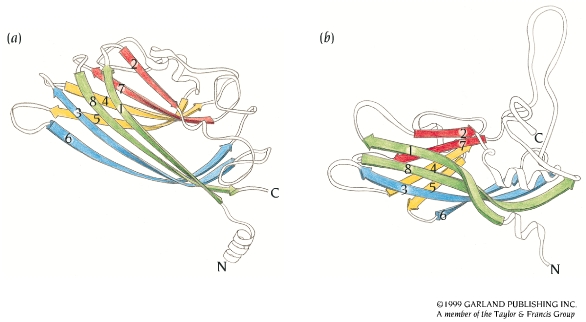 (a)
2
7
8 4 1
3 5
6
C
N
(b)
2
1 7
8 4
3 5
6
C
N
©1999 GARLAND PUBLISHING INC.
A member of the Taylor & Francis Group